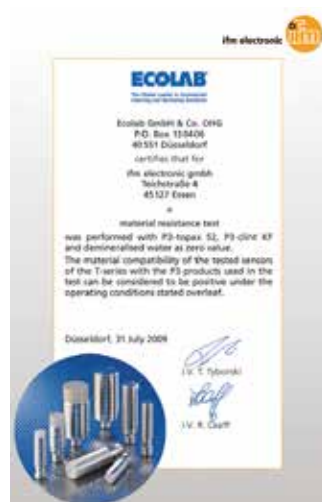 ifm electronic
ECOLAB
Ecolab GmbH & Co. OHG
P.O. Box 130406
40551 Düsseldorf
certifies that for
ifm electronic gmbh
Teichstraße 4
45127 Essen
a
material resistance test
was performed with P3-topax 52, P3-clint KF
and demineralised water as zero value.
The material compatibility of the tested sensors
of the T-series with the P3 products used in the
test can be considered to be positive under the
operating conditions stated overleaf.
Düsseldorf, 31 July 2009
i.V. T. Tyborski
i.V. R.